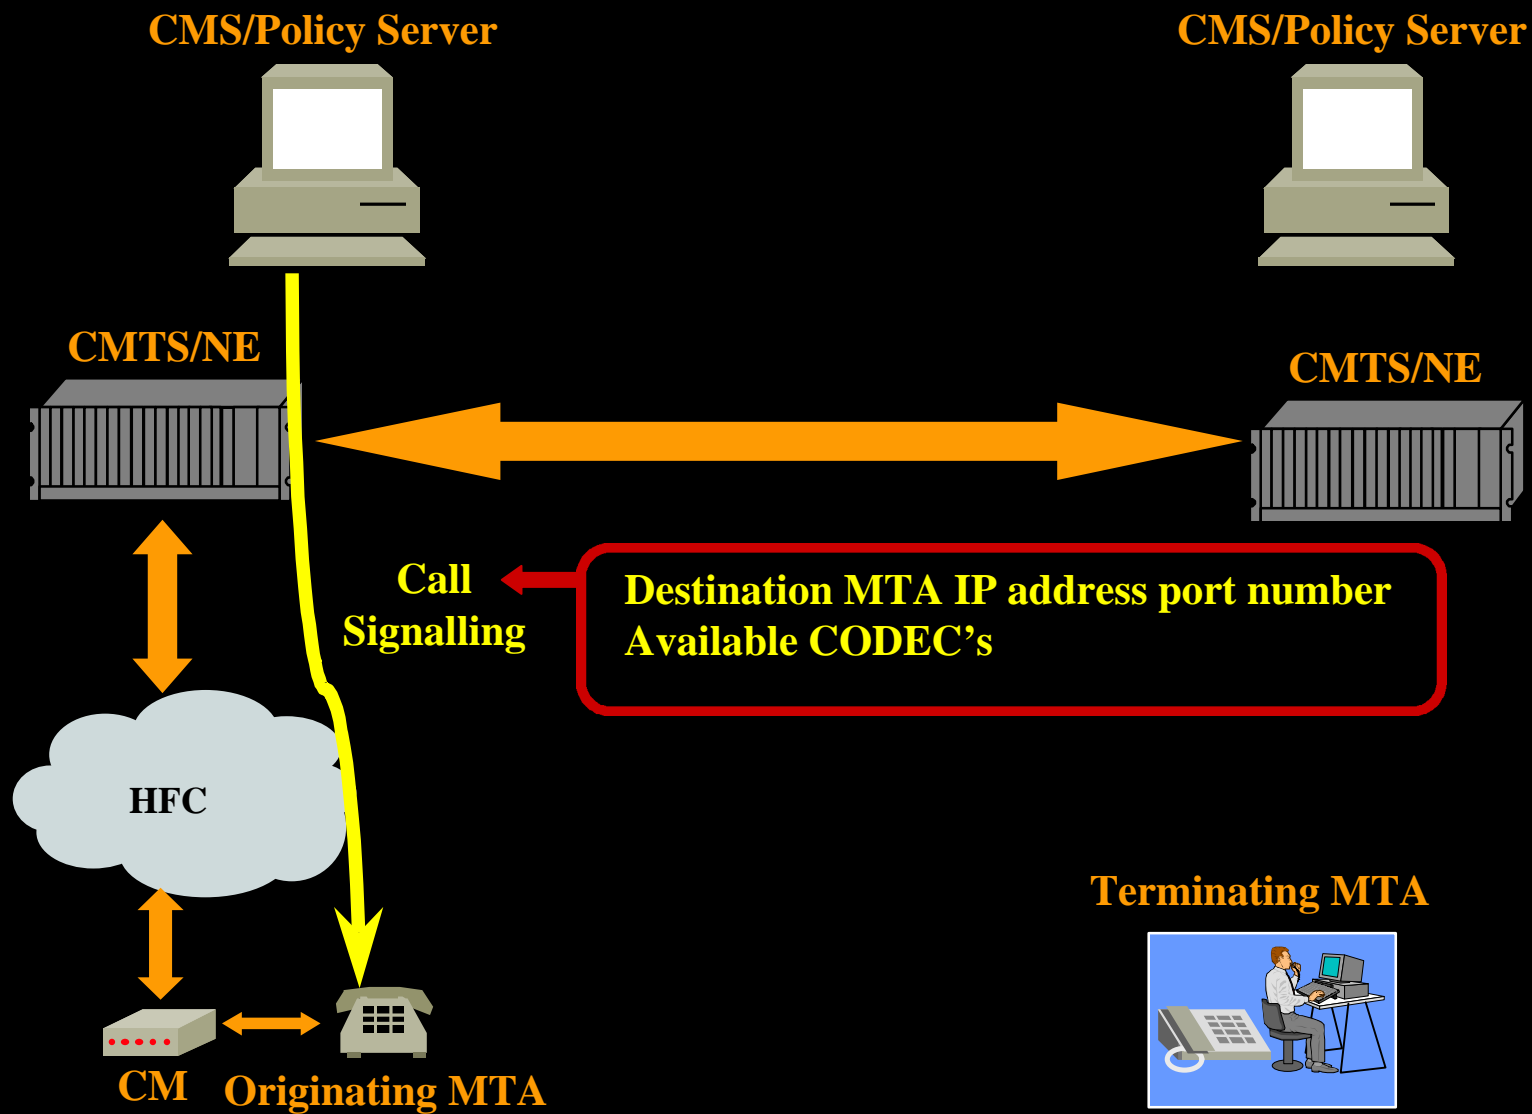 CMS/Policy Server
CMS/Policy Server
CMTS/NE
CMTS/NE
Call
Signalling
Destination MTA IP address port number
Available CODEC’s
HFC
Terminating MTA
CM
Originating MTA